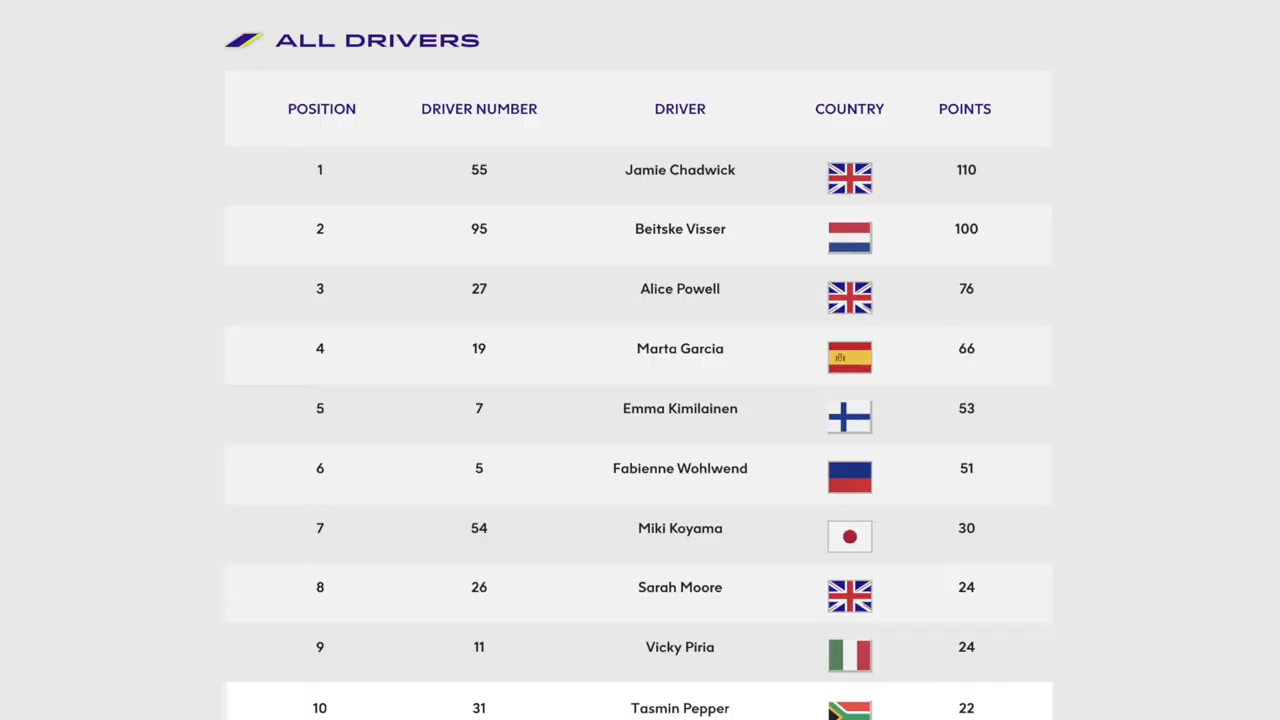 ALL DRIVERS
POSITION DRIVER NUMBER DRIVER COUNTRY POINTS
1 55 Jamie Chadwick 110
2 95 Beitske Visser 100
3 27 Alice Powell 76
4 19 Marta Garcia 66
5 7 Emma Kimilainen 53
6 5 Fabienne Wohlwend 51
7 54 Miki Koyama 30
8 26 Sarah Moore 24
9 11 Vicky Piria 24
10 31 Tasmin Pepper 22